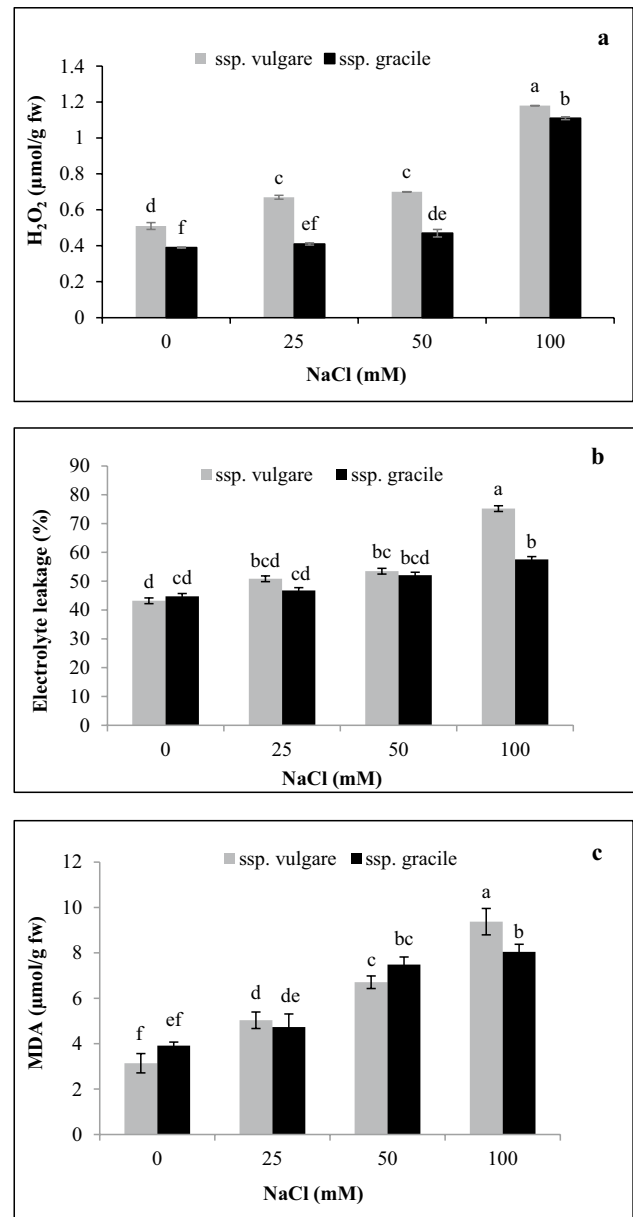 a
ssp. vulgare ssp. gracile
1.4
1.2
1
0.8
0.6
0.4
0.2
0
H₂O₂ (µmol/g fw)
d f c ef c de a b
0 25 50 100
NaCl (mM)
b
ssp. vulgare ssp. gracile
90
80
70
60
50
40
30
20
10
0
Electrolyte leakage (%)
d cd bcd cd bc bcd a b
0 25 50 100
NaCl (mM)
c
ssp. vulgare ssp. gracile
12
10
8
6
4
2
0
MDA (µmol/g fw)
f ef d de c bc a b
0 25 50 100
NaCl (mM)